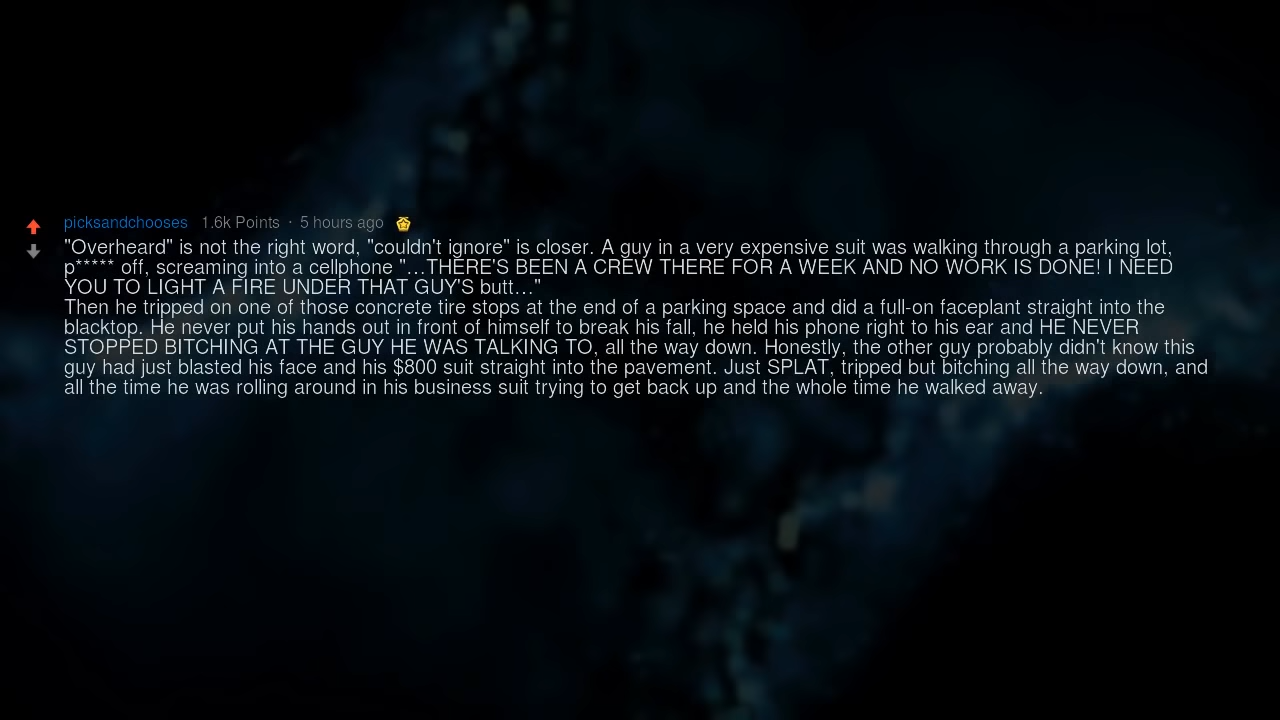 picksandchooses 1.6k Points · 5 hours ago
"Overheard" is not the right word, "couldn't ignore" is closer. A guy in a very expensive suit was walking through a parking lot,
p***** off, screaming into a cellphone "...THERE'S BEEN A CREW THERE FOR A WEEK AND NO WORK IS DONE! I NEED
YOU TO LIGHT A FIRE UNDER THAT GUY'S butt..."
Then he tripped on one of those concrete tire stops at the end of a parking space and did a full-on faceplant straight into the
blacktop. He never put his hands out in front of himself to break his fall, he held his phone right to his ear and HE NEVER
STOPPED BITCHING AT THE GUY HE WAS TALKING TO, all the way down. Honestly, the other guy probably didn't know this
guy had just blasted his face and his $800 suit straight into the pavement. Just SPLAT, tripped but bitching all the way down, and
all the time he was rolling around in his business suit trying to get back up and the whole time he walked away.